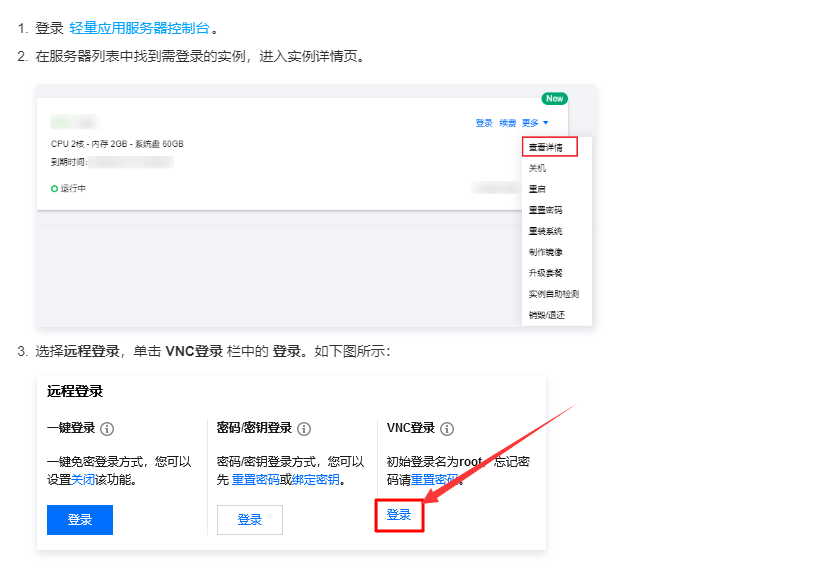 1. 登录 轻量应用服务器控制台。
2. 在服务器列表中找到需登录的实例，进入实例详情页。
New
登录 续费 更多
CPU 2核 - 内存 2GB - 系统盘 60GB
到期时间:
运行中
查看详情
关机
重启
重置密码
重装系统
制作镜像
升级套餐
实例自助检测
销毁/退还
3. 选择远程登录，单击 VNC登录 栏中的 登录。如下图所示：
远程登录
一键登录
一键免密登录方式，您可以
设置关闭该功能。
登录
密码/密钥登录
密码/密钥登录方式，您可以
先 重置密码或绑定密钥。
登录
VNC登录
初始登录名为root，忘记密
码请重置密码。
登录